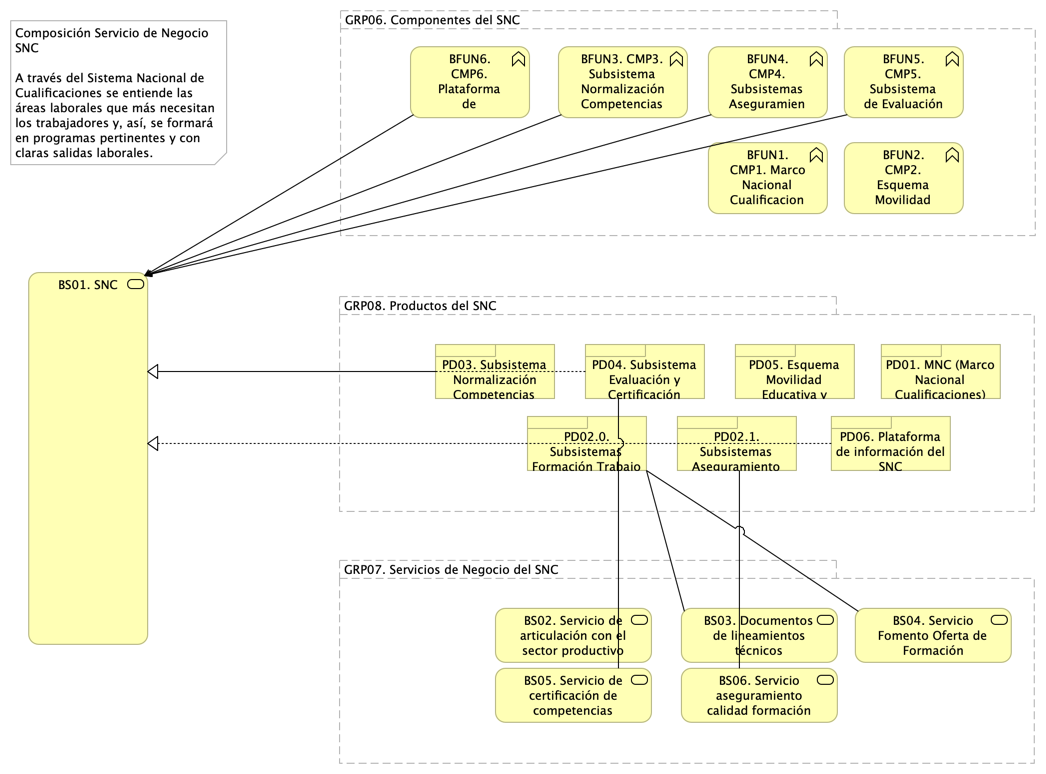 Composición Servicio de Negocio
SNC
A través del Sistema Nacional de
Cualificaciones se entiende las
áreas laborales que más necesitan
los trabajadores y, así, se formará
en programas pertinentes y con
claras salidas laborales.
GRP06. Componentes del SNC
BFUN6.
CMP6.
Plataforma
de
BFUN3. CMP3.
Subsistema
Normalización
Competencias
BFUN4.
CMP4.
Subsistemas
Aseguramien
BFUN5.
CMP5.
Subsistema
de Evaluación
BFUN1.
CMP1. Marco
Nacional
Cualificacion
BFUN2.
CMP2.
Esquema
Movilidad
BS01. SNC
GRP08. Productos del SNC
PD03. Subsistema
Normalización
Competencias
PD04. Subsistema
Evaluación y
Certificación
PD05. Esquema
Movilidad
Educativa y
PD01. MNC (Marco
Nacional
Cualificaciones)
PD02.0.
Subsistemas
Formación Trabajo
PD02.1.
Subsistemas
Aseguramiento
PD06. Plataforma
de información del
SNC
GRP07. Servicios de Negocio del SNC
BS02. Servicio de
articulación con el
sector productivo
BS03. Documentos
de lineamientos
técnicos
BS04. Servicio
Fomento Oferta de
Formación
BS05. Servicio de
certificación de
competencias
BS06. Servicio
aseguramiento
calidad formación